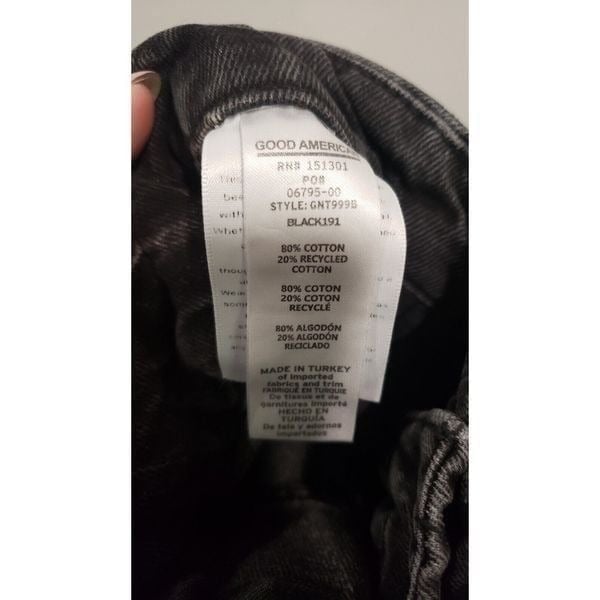 GOOD AMERICA
RN# 151301
PO#
06795-00
STYLE: GNT999B
BLACK191
80% COTTON
20% RECYCLED
COTTON
80% COTON
20% COTON
RECYCLÉ
80% ALGODÓN
20% ALGODÓN
RECICLADO
MADE IN TURKEY
of imported
fabrics and trim
FABRIQUÉ EN TURQUIE
De tissus et de
garnitures importé
HECHO EN
TURQUÍA
De tela y adornos
importados